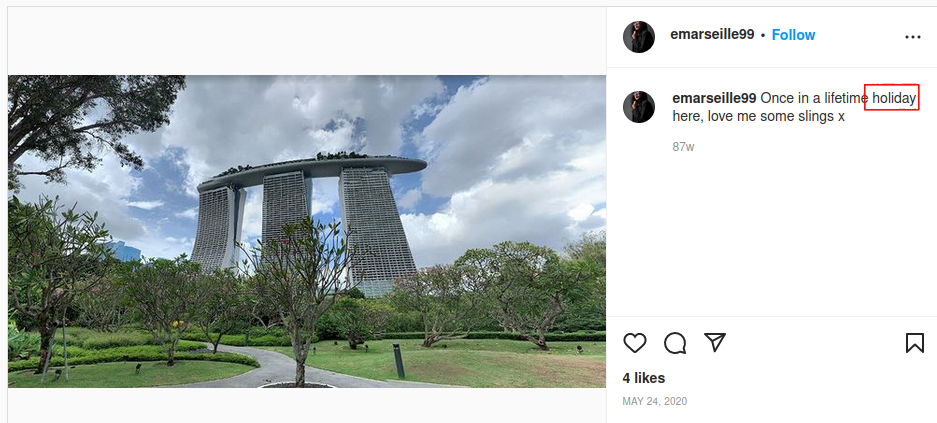 emarseille99 • Follow
emarseille99 Once in a lifetime holiday
here, love me some slings x
87w
4 likes
MAY 24, 2020